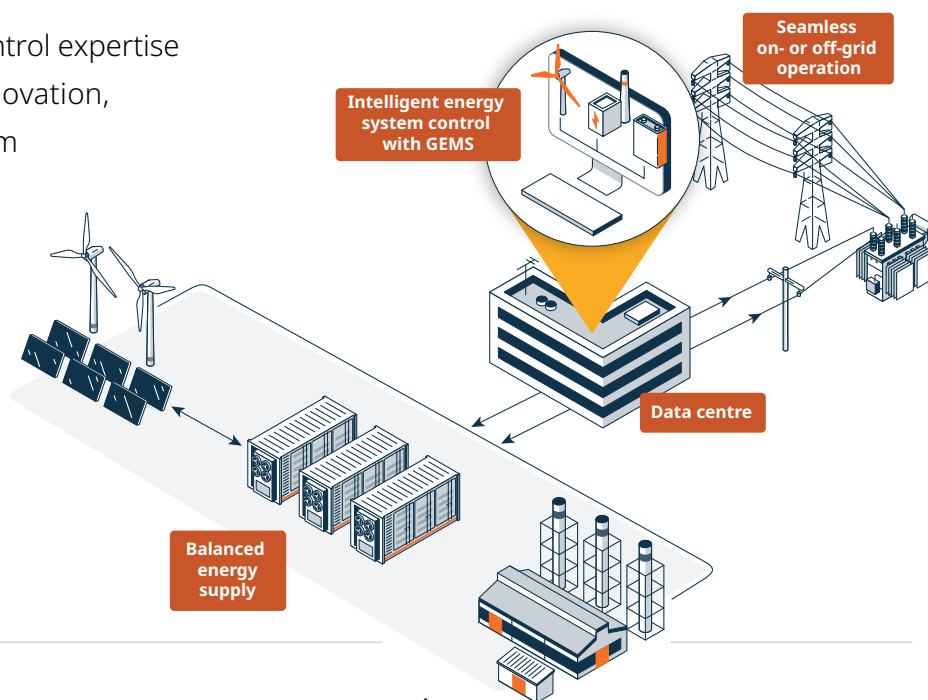 ntrol expertise
novation,
m
Seamless
on- or off-grid
operation
Intelligent energy
system control
with GEMS
Data centre
Balanced
energy
supply